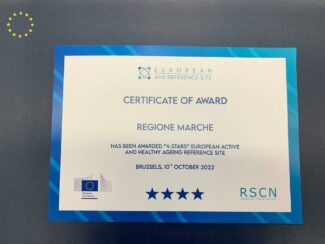 EUROPEAN
AHA REFERENCE SITE
CERTIFICATE OF AWARD
REGIONE MARCHE
HAS BEEN AWARDED "4 STARS" EUROPEAN ACTIVE
AND HEALTHY AGEING REFERENCE SITE
BRUSSELS, 10TH OCTOBER 2022
RSCN